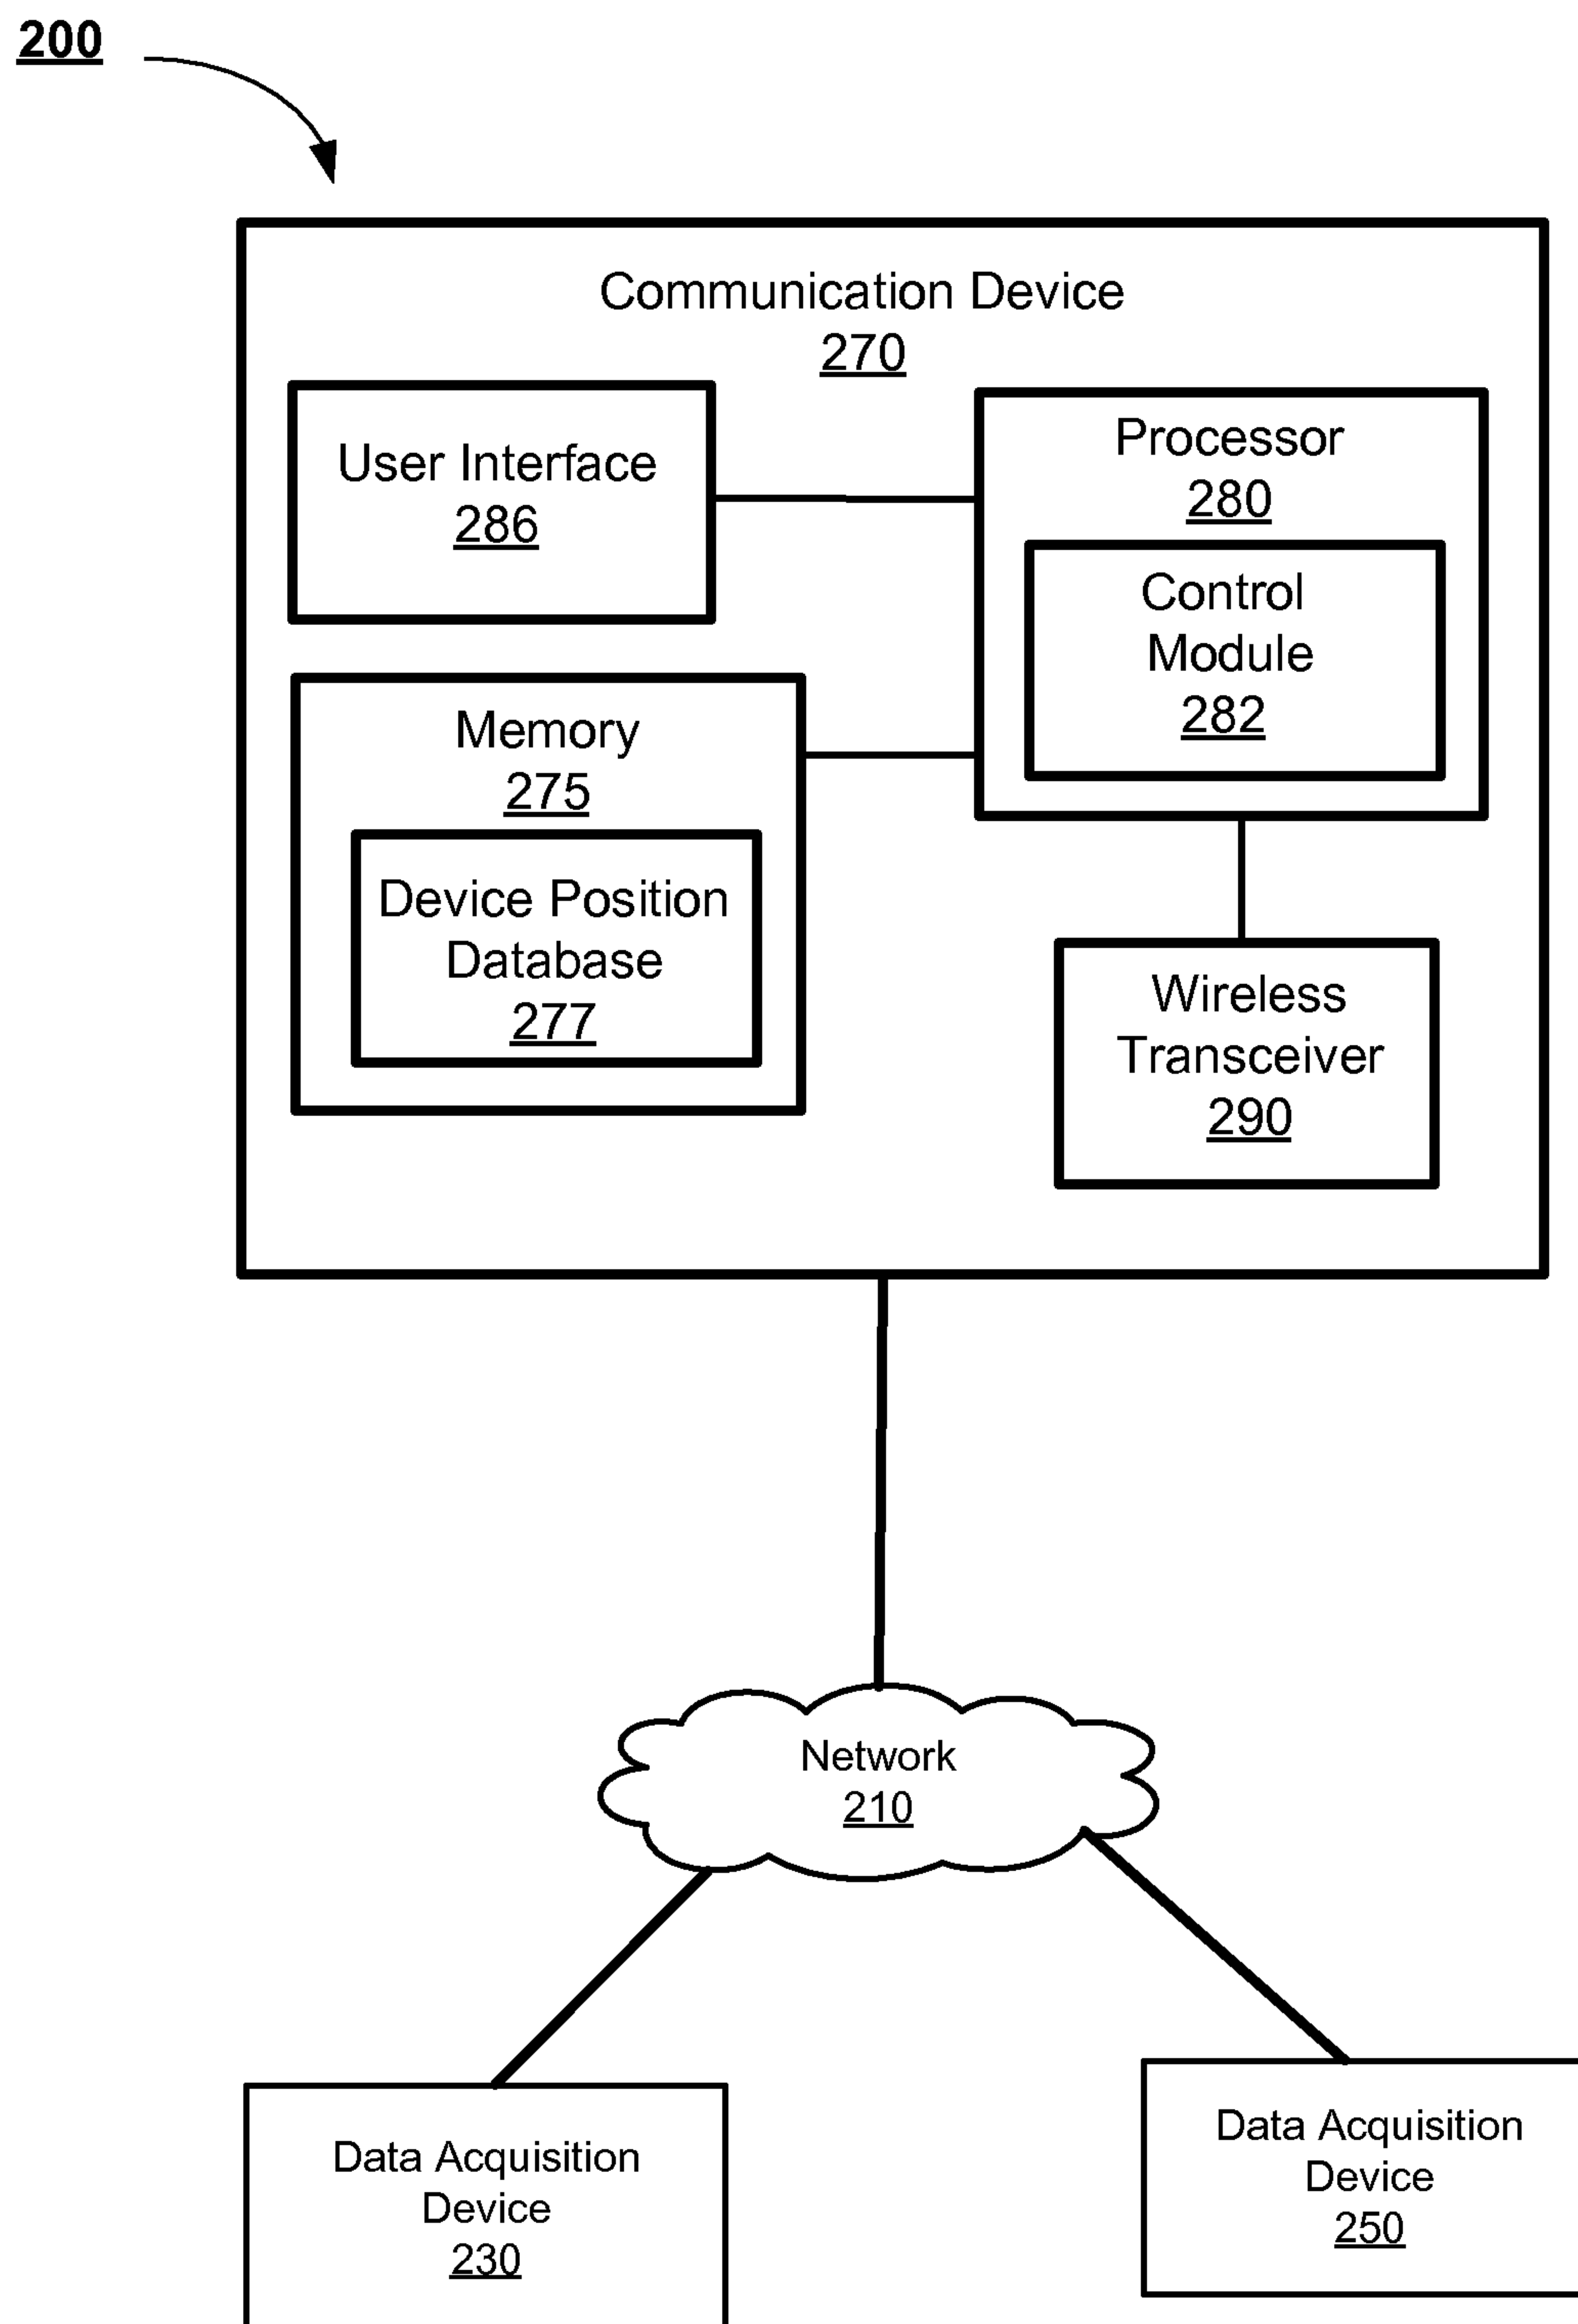 200
Communication Device
270
User Interface
286
Processor
280
Control
Module
282
Memory
275
Device Position
Database
277
Wireless
Transceiver
290
Network
210
Data Acquisition
Device
230
Data Acquisition
Device
250